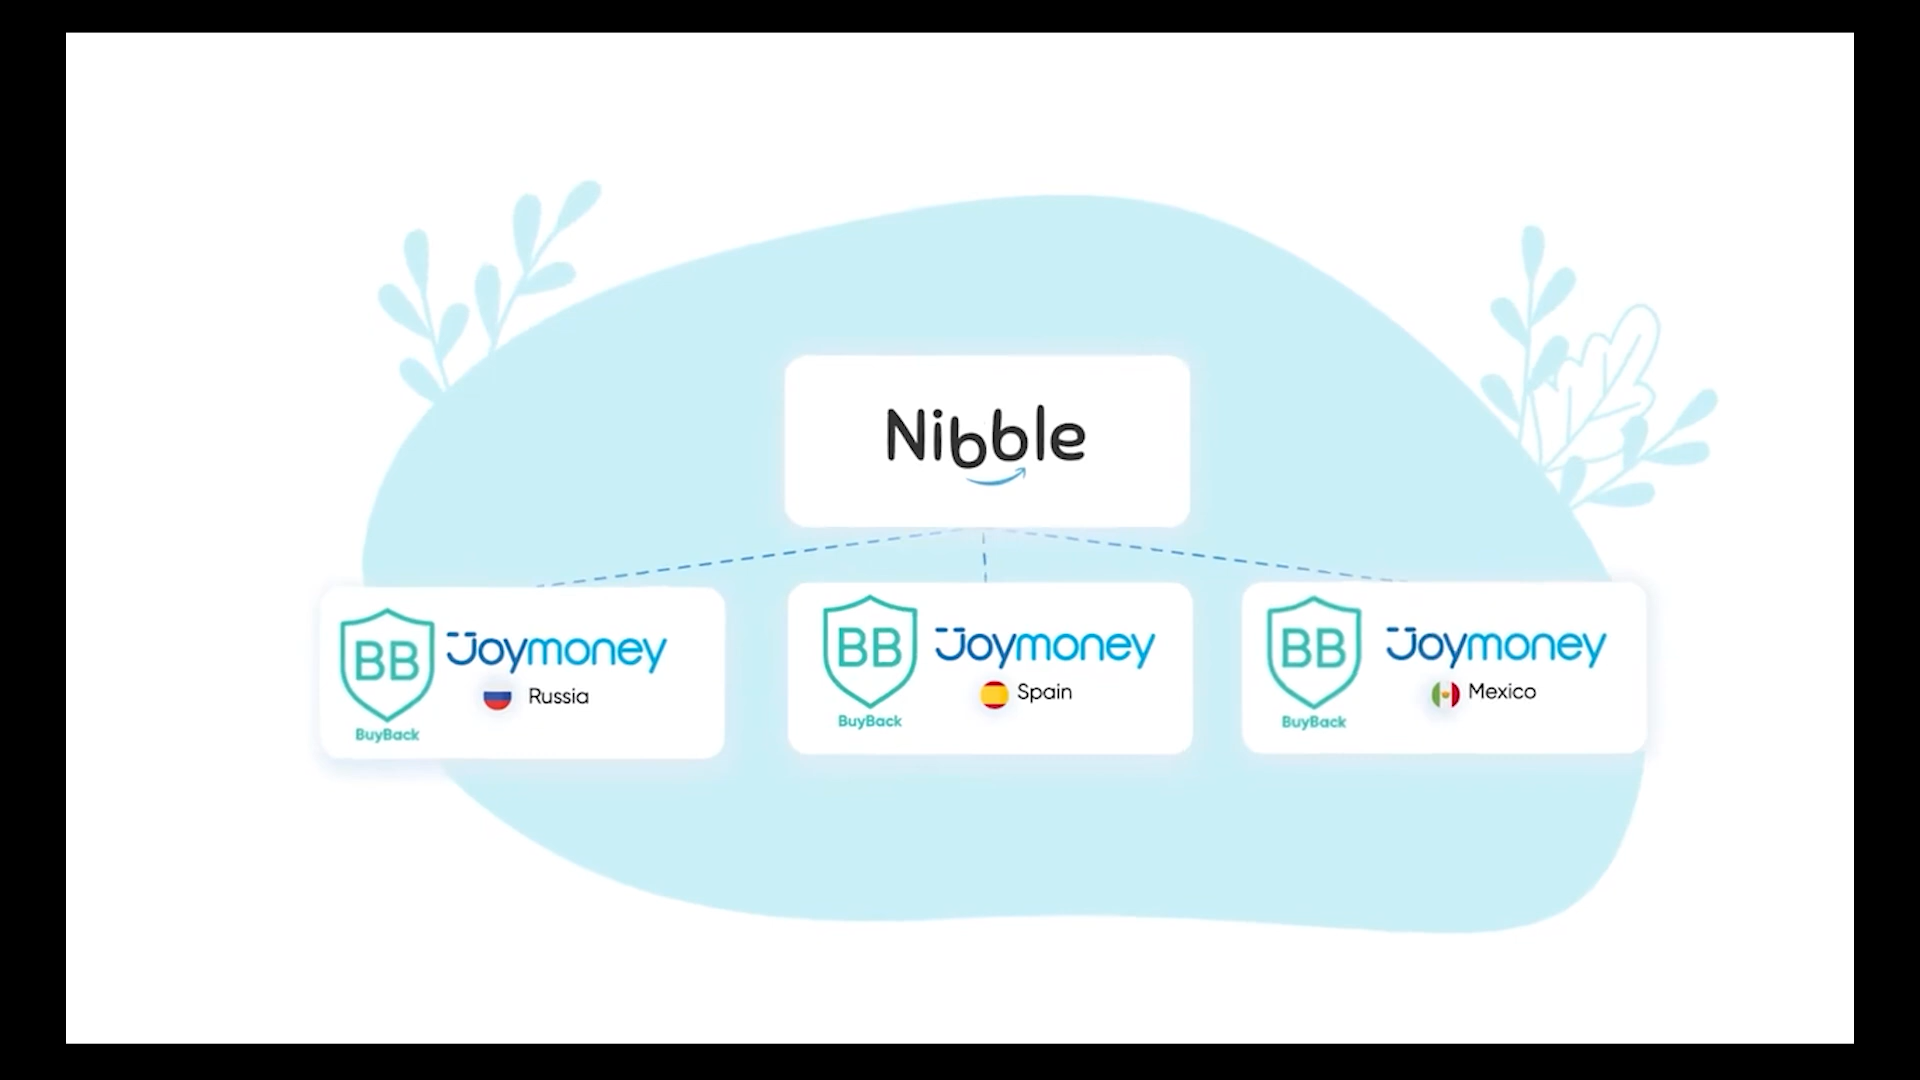 Nibble
BB
Joymoney
Russia
BuyBack
BB
Joymoney
Spain
BuyBack
BB
Joymoney
Mexico
BuyBack